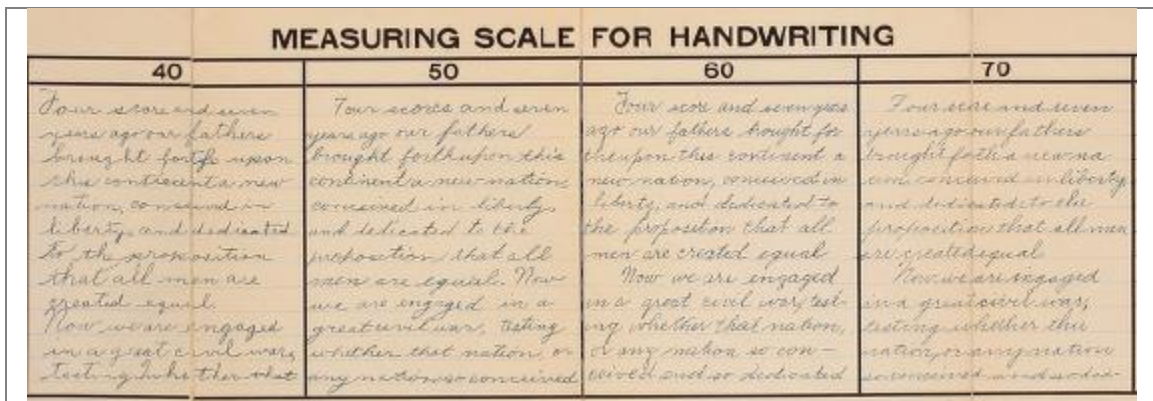 MEASURING SCALE FOR HANDWRITING
40
Four score and seven
years ago our fathers
brought forth upon
this continent a new
nation, conceived in
liberty, and dedicated
to the proposition
that all men are
created equal.
Now we are engaged
in a great civil war,
testing whether that
50
Four scores and seven
years ago our fathers
brought forth upon this
continent a new nation,
conceived in liberty,
and dedicated to the
proposition that all
men are equal. Now
we are engaged in a
great civil war, testing
whether that nation or
any nation so conceived
60
Four score and seven years
ago our fathers brought for
th upon this continent a
new nation, conceived in
liberty, and dedicated to
the proposition that all
men are created equal
Now we are engaged
in a great civil war, test-
ing whether that nation,
or any nation so con-
ceived and so dedicated
70
Four score and seven
years ago our fathers
brought forth a new na
tion conceived in liberty,
and dedicated to the
proposition that all men
are created equal
Now we are engaged
in a great civil war,
testing whether this
nation, or any nation
so conceived and so ded-